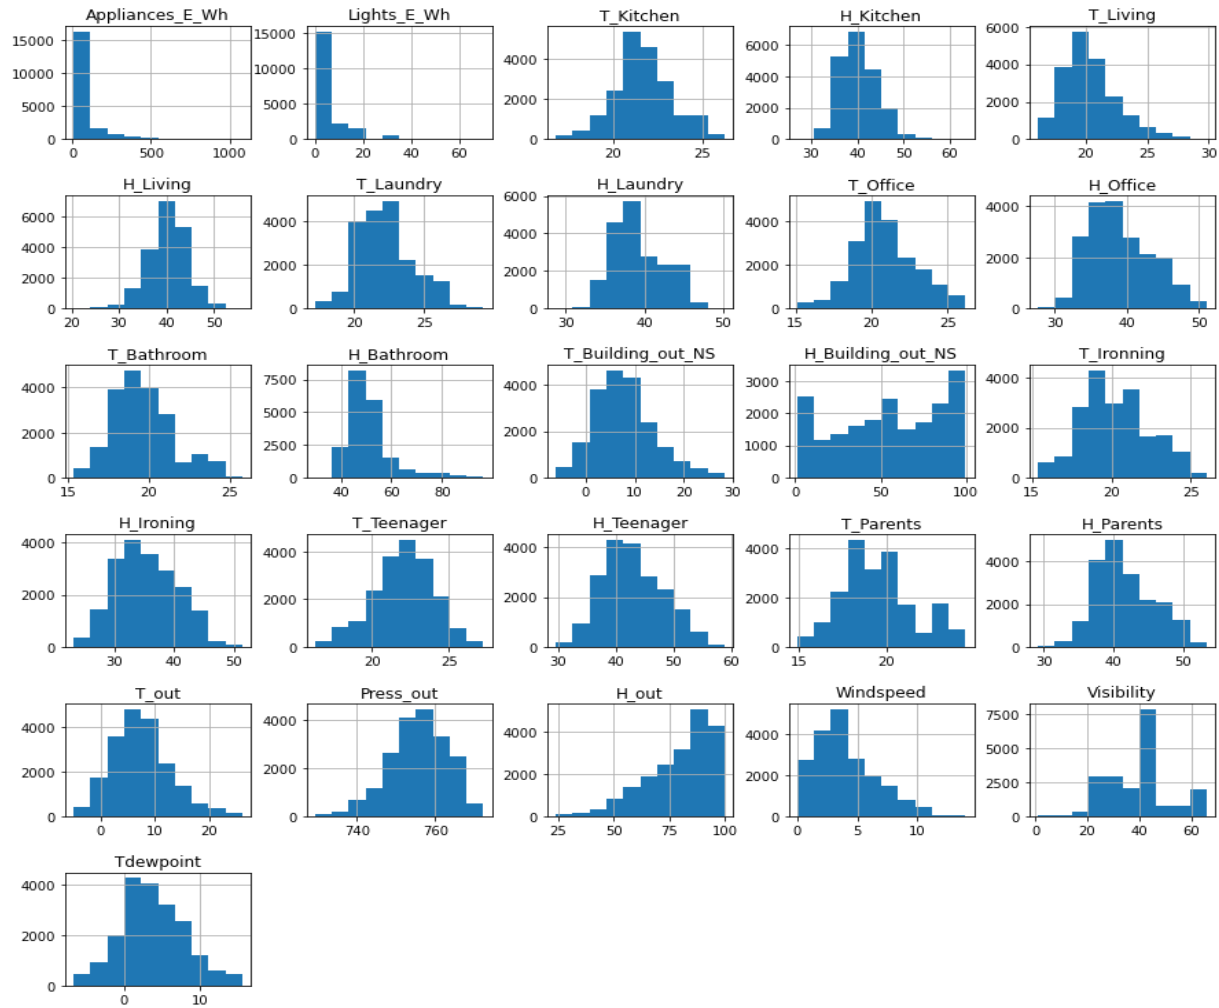 Appliances_E_Wh
15000
10000
5000
0
0 500 1000
Lights_E_Wh
15000
10000
5000
0
0 20 40 60
T_Kitchen
4000
2000
0
20 25
H_Kitchen
6000
4000
2000
0
30 40 50 60
T_Living
6000
4000
2000
0
20 25 30
H_Living
6000
4000
2000
0
20 30 40 50
T_Laundry
4000
2000
0
20 25
H_Laundry
6000
4000
2000
0
30 40 50
T_Office
4000
2000
0
15 20 25
H_Office
4000
2000
0
30 40 50
T_Bathroom
4000
2000
0
15 20 25
H_Bathroom
7500
5000
2500
0
40 60 80
T_Building_out_NS
4000
2000
0
0 10 20 30
H_Building_out_NS
3000
2000
1000
0
0 50 100
T_Ironning
4000
2000
0
15 20 25
H_Ironing
4000
2000
0
30 40 50
T_Teenager
4000
2000
0
20 25
H_Teenager
4000
2000
0
30 40 50 60
T_Parents
4000
2000
0
15 20
H_Parents
4000
2000
0
30 40 50
T_out
4000
2000
0
0 10 20
Press_out
4000
2000
0
740 760
H_out
4000
2000
0
25 50 75 100
Windspeed
4000
2000
0
0 5 10
Visibility
7500
5000
2500
0
0 20 40 60
Tdewpoint
4000
2000
0
0 10